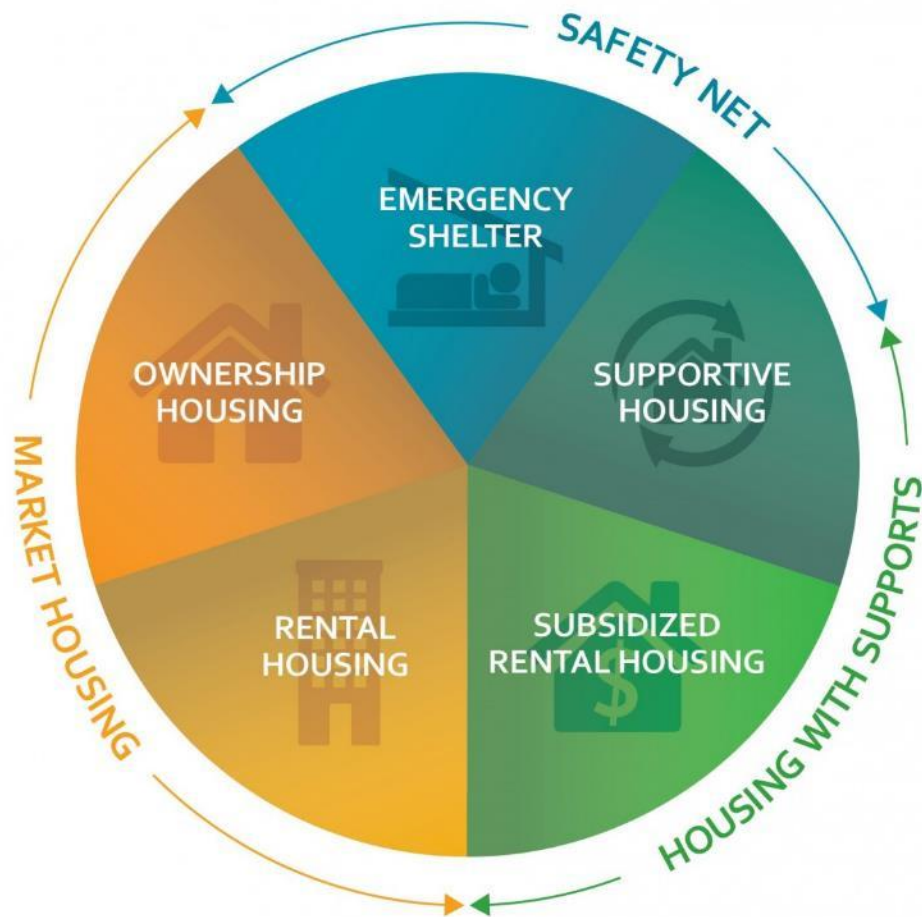 SAFETY NET
EMERGENCY
SHELTER
OWNERSHIP
HOUSING
SUPPORTIVE
HOUSING
MARKET HOUSING
RENTAL
HOUSING
SUBSIDIZED
RENTAL HOUSING
$
HOUSING WITH SUPPORTS